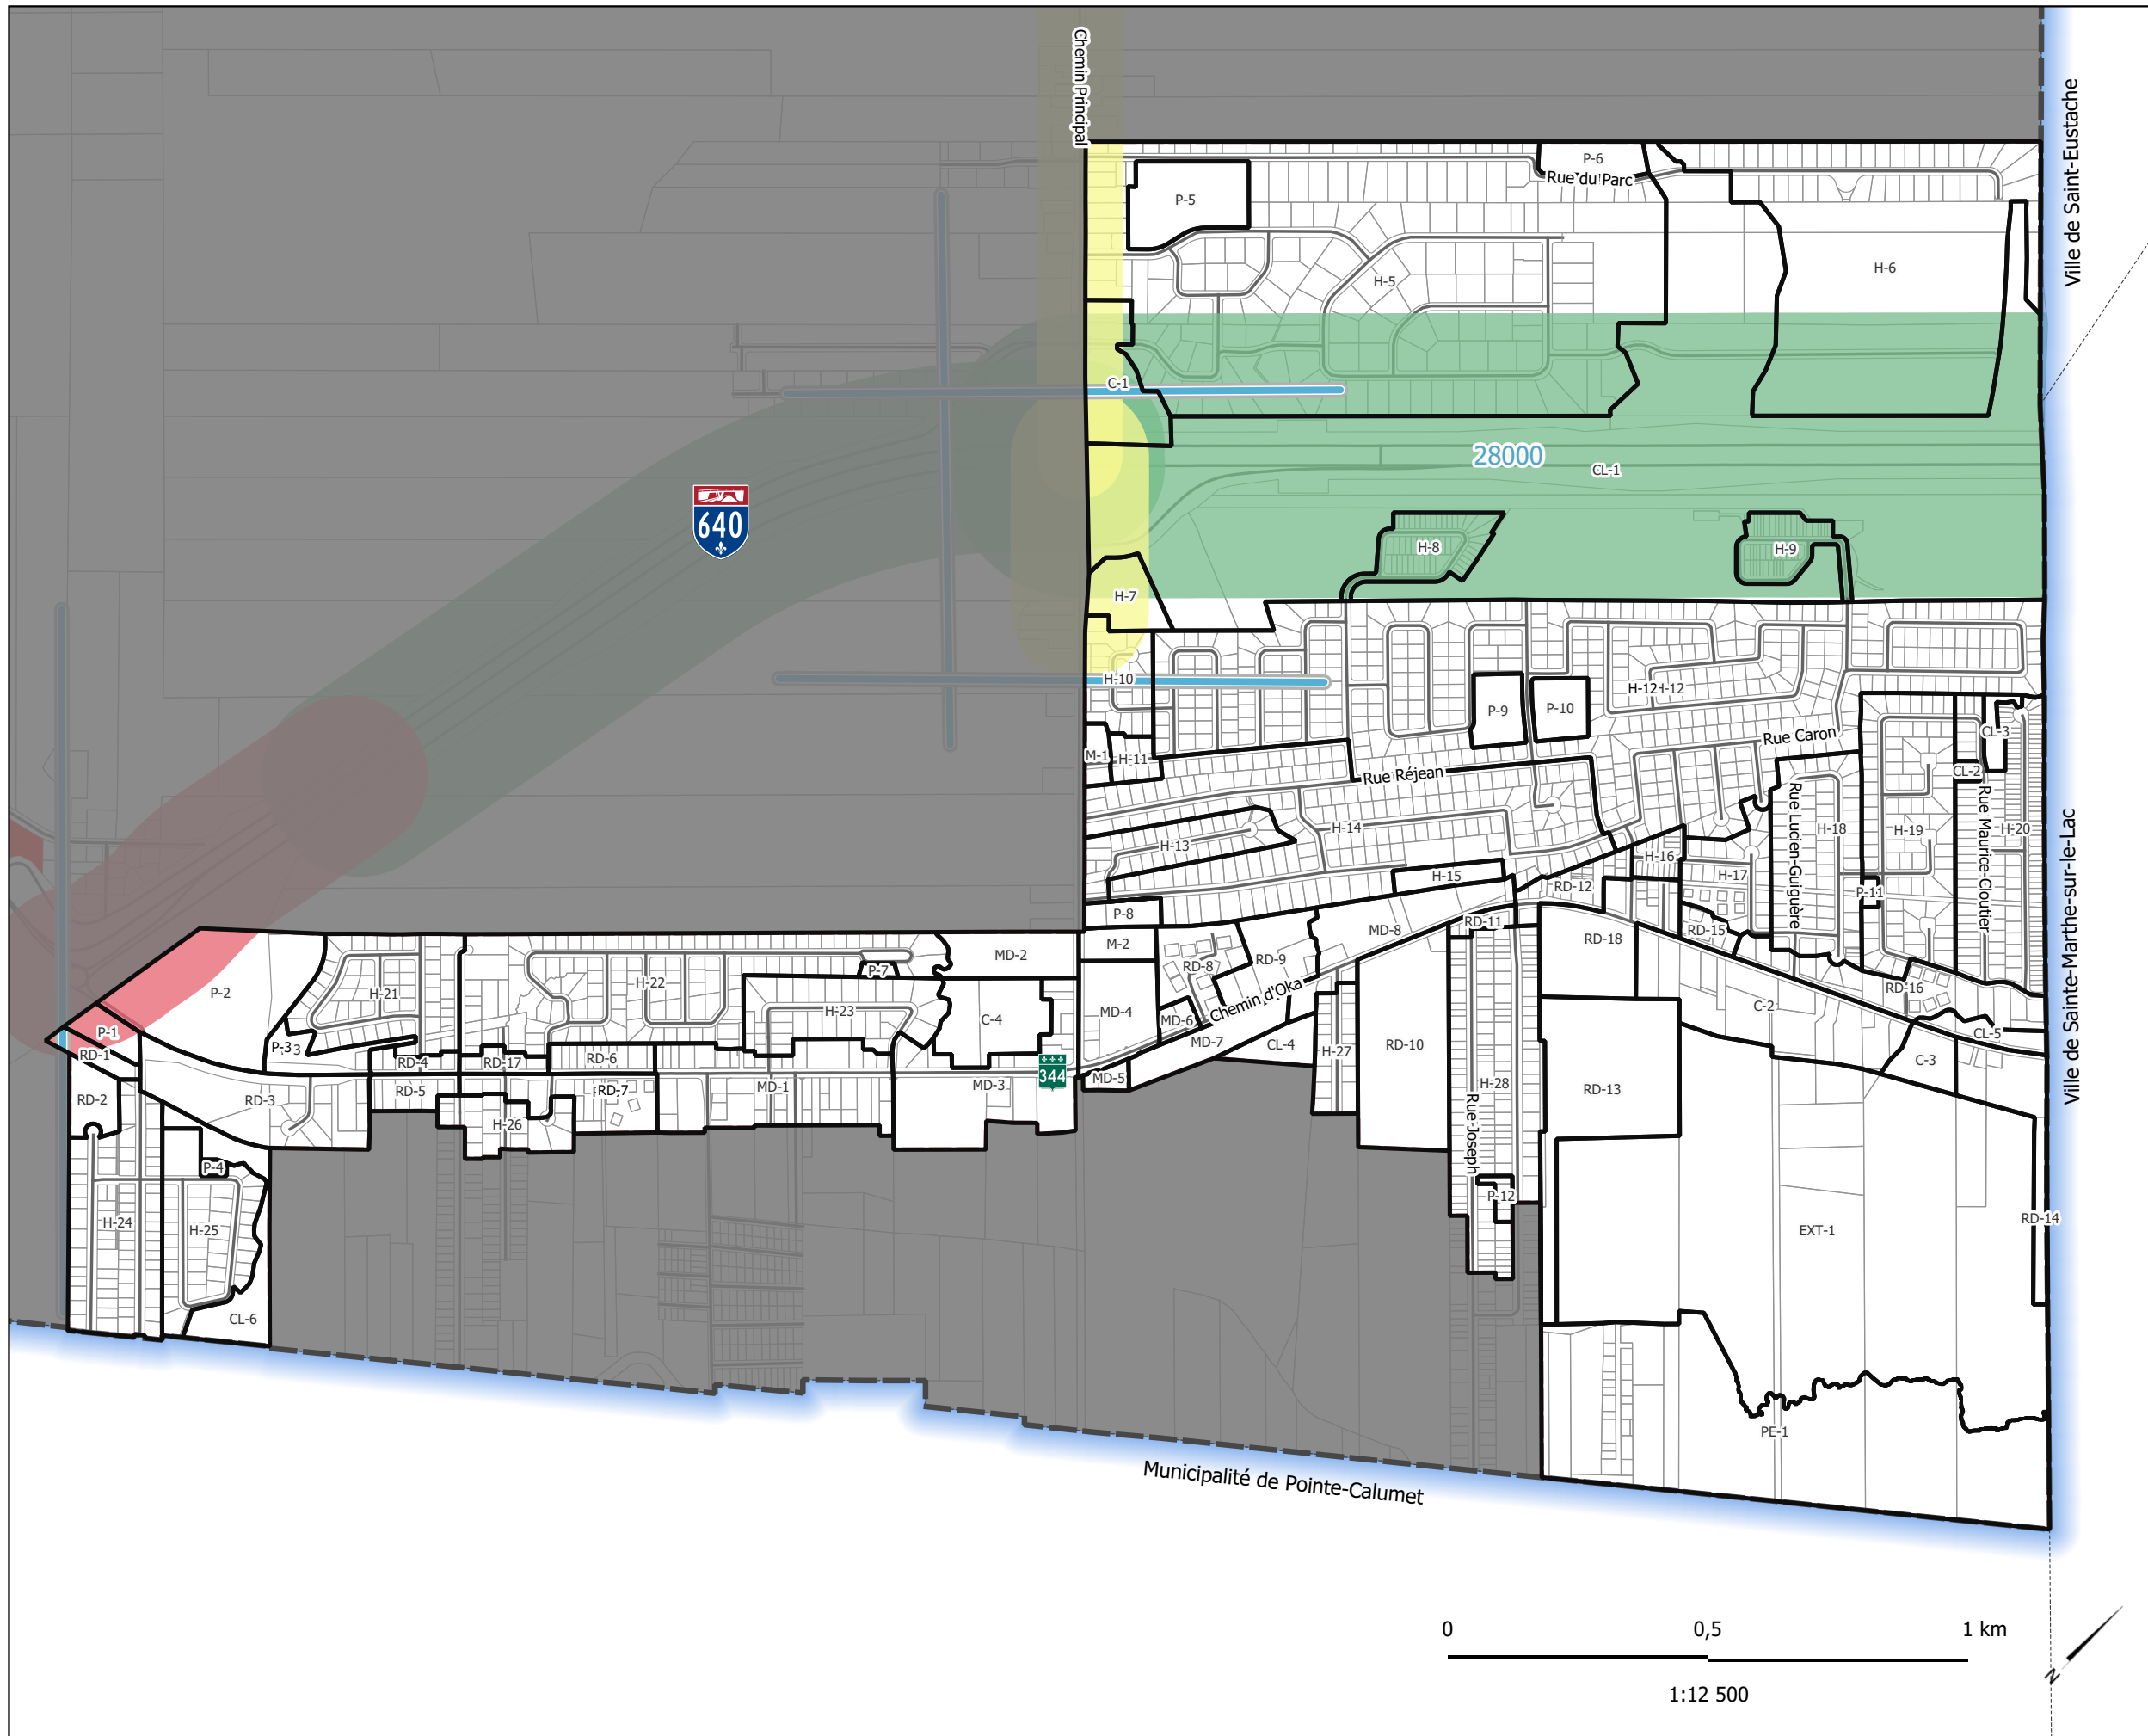 Chemin Principal
Ville de Saint-Eustache
P-6
Rue du Parc
P-5
H-5
H-6
C-1
28000
CL-1
640
H-8
H-9
H-7
H-10
H-12
H-12
P-9
P-10
Rue Caron
CL-3
M-1
H-11
CL-2
Rue Réjean
Rue Lucien-Guiguère
Rue Maurice-Cloutier
H-14
H-18
H-19
H-20
H-13
H-16
H-15
H-17
RD-12
P-11
P-8
RD-11
MD-8
RD-15
RD-18
M-2
MD-2
RD-9
RD-8
P-7
H-22
P-2
H-21
RD-16
Chemin d'Oka
C-2
H-23
MD-4
MD-6
C-4
P-1
CL-5
MD-7
CL-4
RD-10
P-3
RD-1
H-27
RD-4
RD-17
RD-6
C-3
344
MD-5
H-28
MD-3
MD-1
RD-5
RD-7
RD-13
RD-2
RD-3
H-26
Rue Joseph
Ville de Sainte-Marthe-sur-le-Lac
P-4
P-12
H-24
H-25
EXT-1
RD-14
CL-6
PE-1
Municipalité de Pointe-Calumet
0
0,5
1 km
1:12 500
N